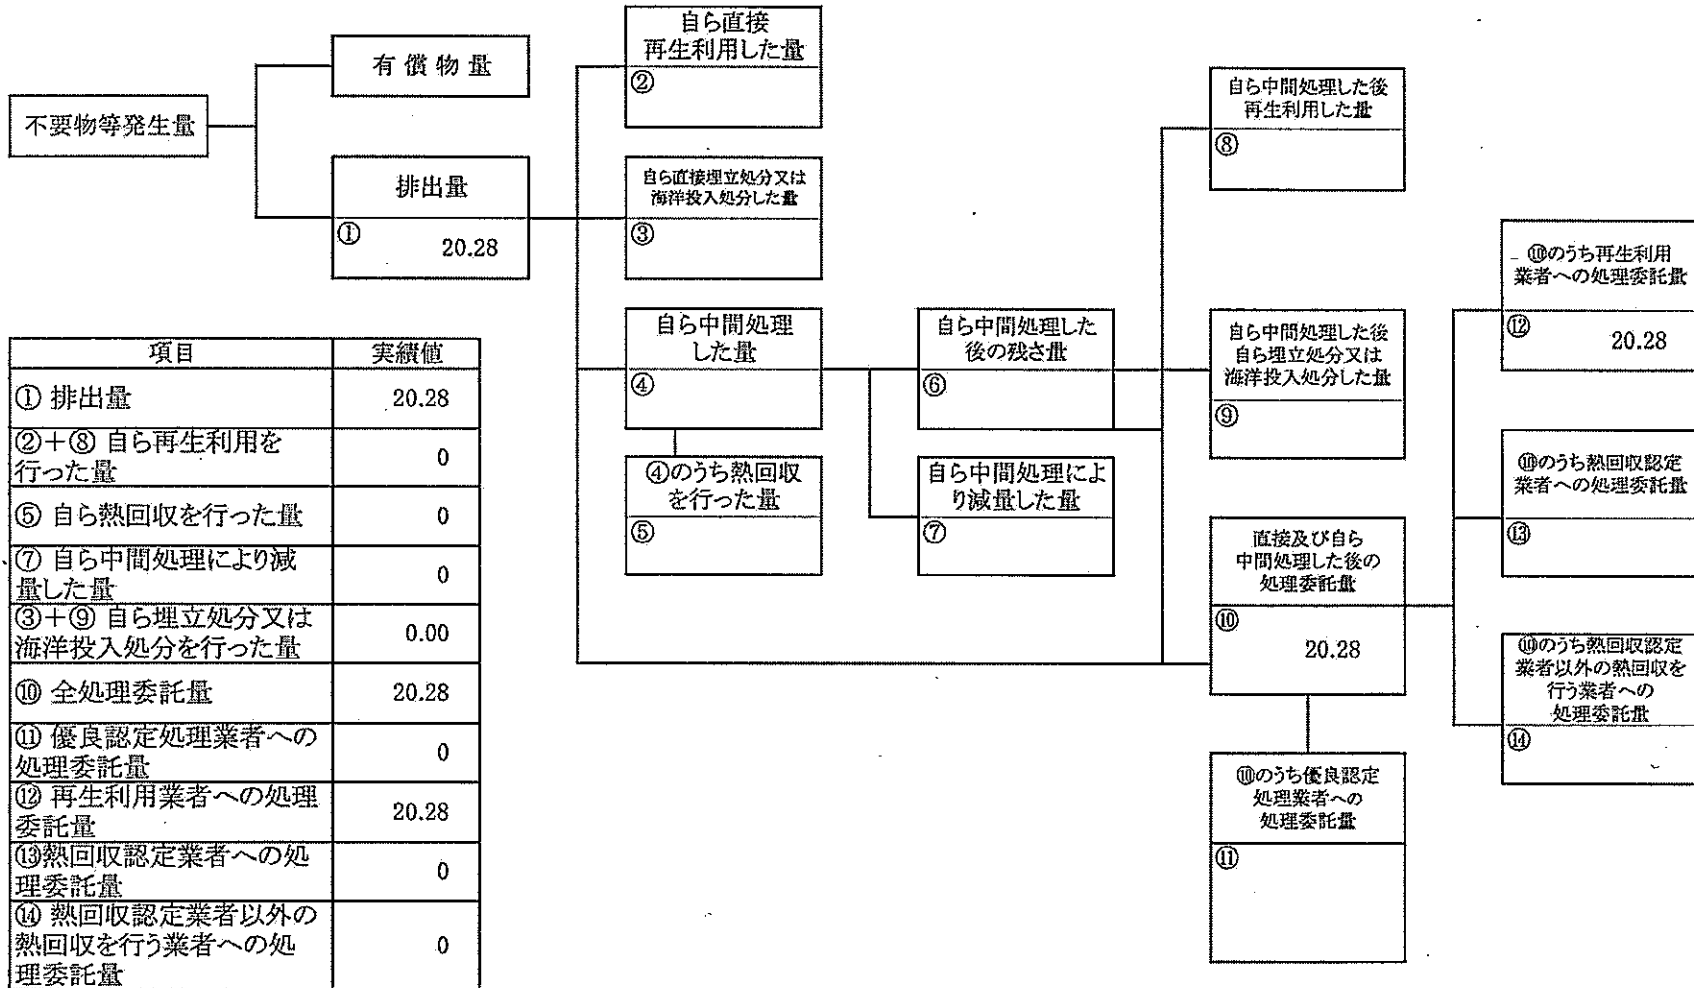 不要物等発生量
有償物量
排出量
①
20.28
自ら直接
再生利用した量
②
自ら直接埋立処分又は
海洋投入処分した量
③
自ら中間処理
した量
④
④のうち熱回収
を行った量
⑤
自ら中間処理した
後の残さ量
⑥
自ら中間処理によ
り減量した量
⑦
自ら中間処理した後
再生利用した量
⑧
自ら中間処理した後
自ら埋立処分又は
海洋投入処分した量
⑨
直接及び自ら
中間処理した後の
処理委託量
⑩
20.28
⑩のうち優良認定
処理業者への
処理委託量
⑪
⑩のうち再生利用
業者への処理委託量
⑫
20.28
⑩のうち熱回収認定
業者への処理委託量
⑬
⑩のうち熱回収認定
業者以外の熱回収を
行う業者への
処理委託量
⑭
項目 実績値
① 排出量 20.28
②+⑧ 自ら再生利用を
行った量 0
⑤ 自ら熱回収を行った量 0
⑦ 自ら中間処理により減
量した量 0
③+⑨ 自ら埋立処分又は
海洋投入処分を行った量 0.00
⑩ 全処理委託量 20.28
⑪ 優良認定処理業者への
処理委託量 0
⑫ 再生利用業者への処理
委託量 20.28
⑬熱回収認定業者への処
理委託量 0
⑭ 熱回収認定業者以外の
熱回収を行う業者への処
理委託量 0